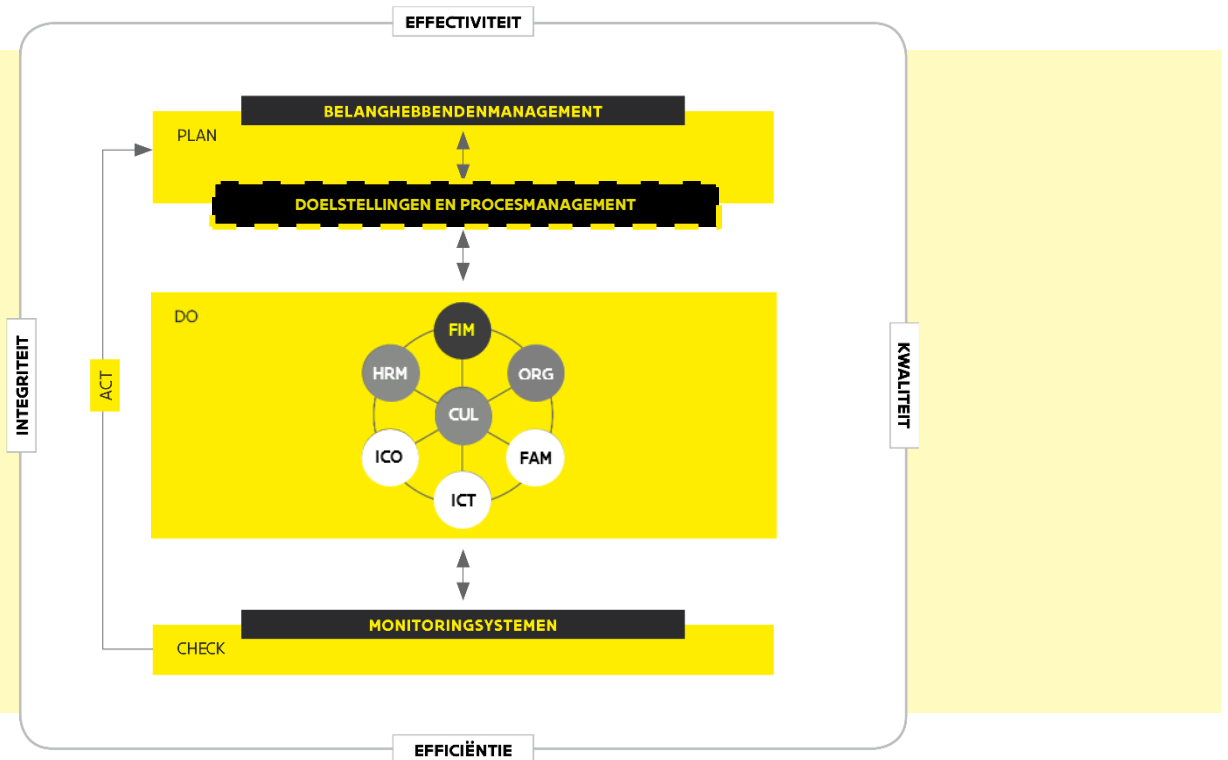 EFFECTIVITEIT
BELANGHEBBENDENMANAGEMENT
PLAN
DOELSTELLINGEN EN PROCESMANAGEMENT
DO
FIM
HRM
ORG
CUL
ICO
FAM
ICT
INTEGRITEIT
ACT
KWALITEIT
MONITORINGSYSTEMEN
CHECK
EFFICIËNTIE